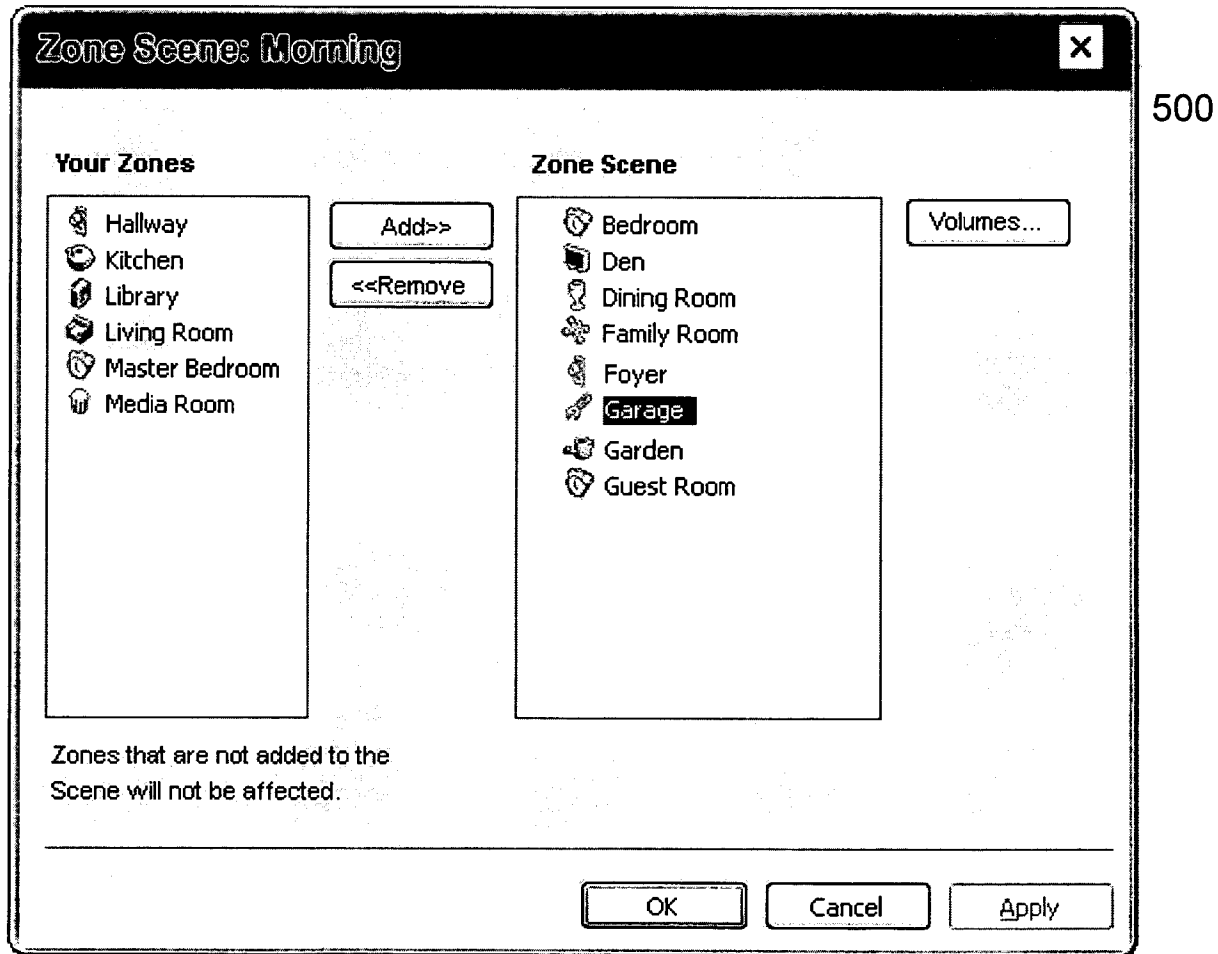 Zone Scene: Morning
500
Your Zones
Hallway
Kitchen
Library
Living Room
Master Bedroom
Media Room
Add>>
<<Remove
Zone Scene
Bedroom
Den
Dining Room
Family Room
Foyer
Garage
Garden
Guest Room
Volumes...
Zones that are not added to the
Scene will not be affected.
OK
Cancel
Apply